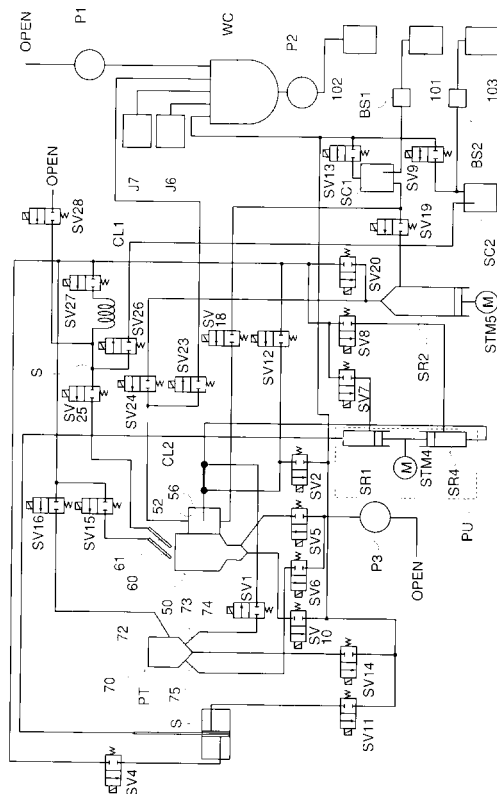 OPEN
P1
WC
P2
102
BS1
101
BS2
103
J7
J6
SV13
SC1
SV9
OPEN
SV28
CL1
SV27
SV26
SV19
SC2
S
SV
25
SV24
SV23
SV
18
SV12
SV20
SV8
SV7
SR2
STM5
M
SV16
SV15
CL2
52
56
SV2
SV5
SV6
SR1
M
STM4
SR4
PU
61
60
50
73
74
SV1
SV
10
P3
OPEN
72
70
PT
75
S
SV14
SV11
SV4